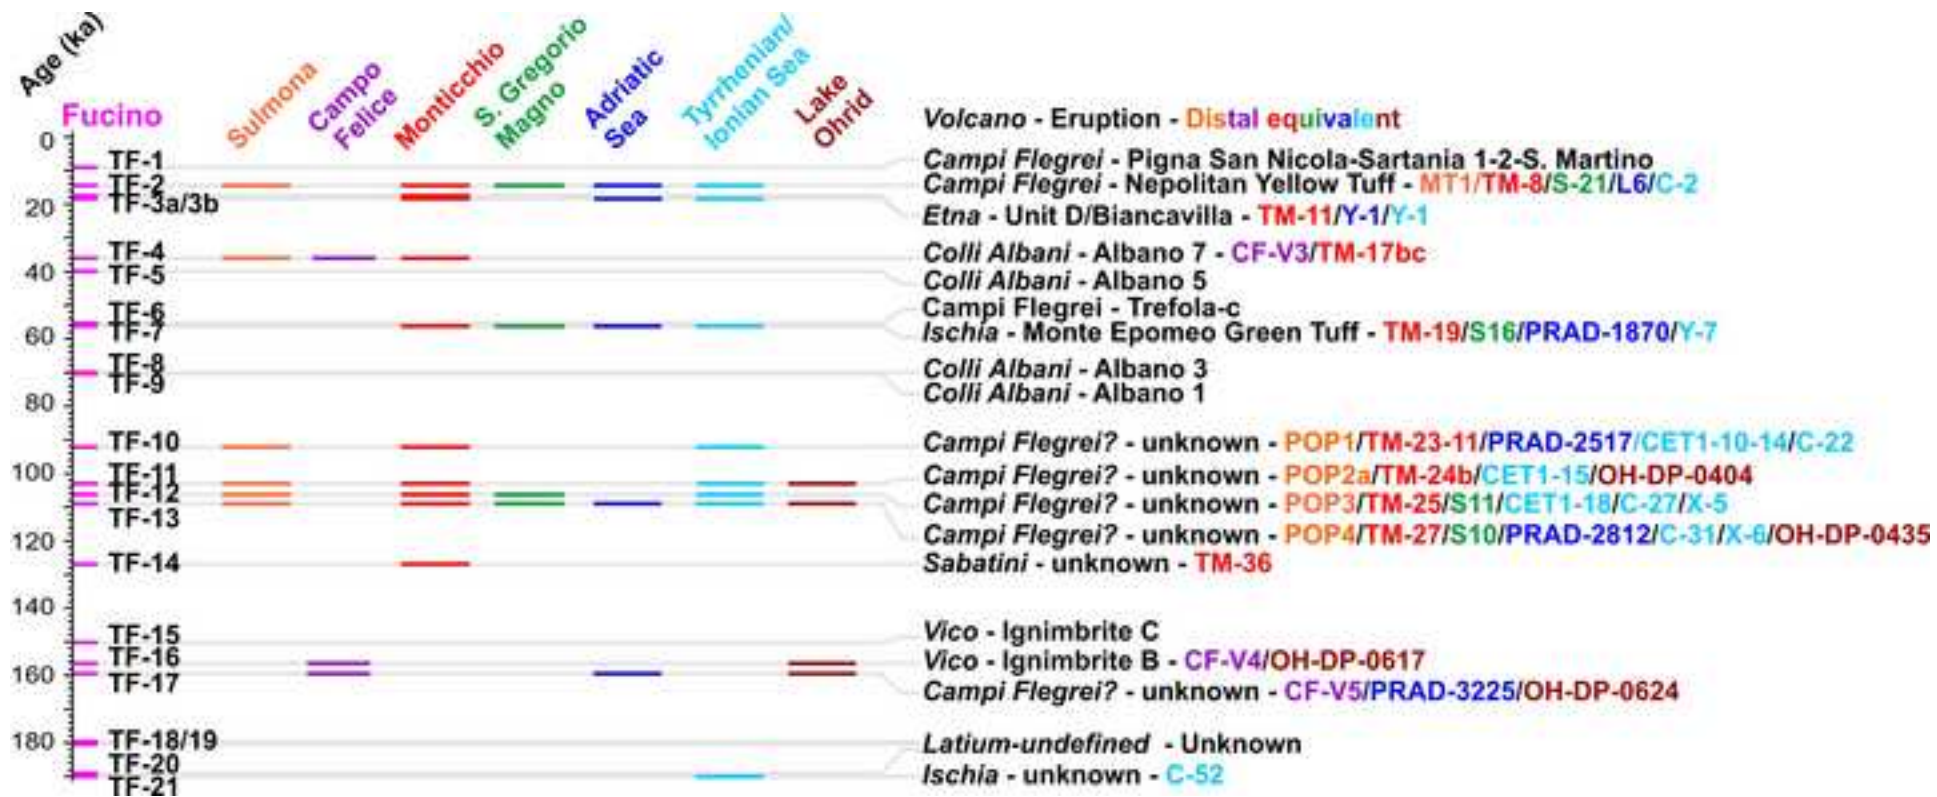 Age (ka)
Fucino
Sulmona
Campo
Felice
Monticchio
S. Gregorio
Magno
Adriatic
Sea
Tyrrhenian/
Ionian Sea
Lake
Ohrid
Volcano - Eruption - Distal equivalent
0
TF-1
Campi Flegrei - Pigna San Nicola-Sartania 1-2-S. Martino
TF-2
Campi Flegrei - Nepolitan Yellow Tuff - MT1/TM-8/S-21/L6/C-2
20
TF-3a/3b
Etna - Unit D/Biancavilla - TM-11/Y-1/Y-1
TF-4
Colli Albani - Albano 7 - CF-V3/TM-17bc
40
TF-5
Colli Albani - Albano 5
TF-6
Campi Flegrei - Trefola-c
60
TF-7
Ischia - Monte Epomeo Green Tuff - TM-19/S16/PRAD-1870/Y-7
TF-8
Colli Albani - Albano 3
TF-9
Colli Albani - Albano 1
80
TF-10
Campi Flegrei? - unknown - POP1/TM-23-11/PRAD-2517/CET1-10-14/C-22
100
TF-11
Campi Flegrei? - unknown - POP2a/TM-24b/CET1-15/OH-DP-0404
TF-12
Campi Flegrei? - unknown - POP3/TM-25/S11/CET1-18/C-27/X-5
TF-13
Campi Flegrei? - unknown - POP4/TM-27/S10/PRAD-2812/C-31/X-6/OH-DP-0435
120
TF-14
Sabatini - unknown - TM-36
140
TF-15
Vico - Ignimbrite C
TF-16
Vico - Ignimbrite B - CF-V4/OH-DP-0617
160
TF-17
Campi Flegrei? - unknown - CF-V5/PRAD-3225/OH-DP-0624
180
TF-18/19
Latium-undefined - Unknown
TF-20
Ischia - unknown - C-52
TF-21